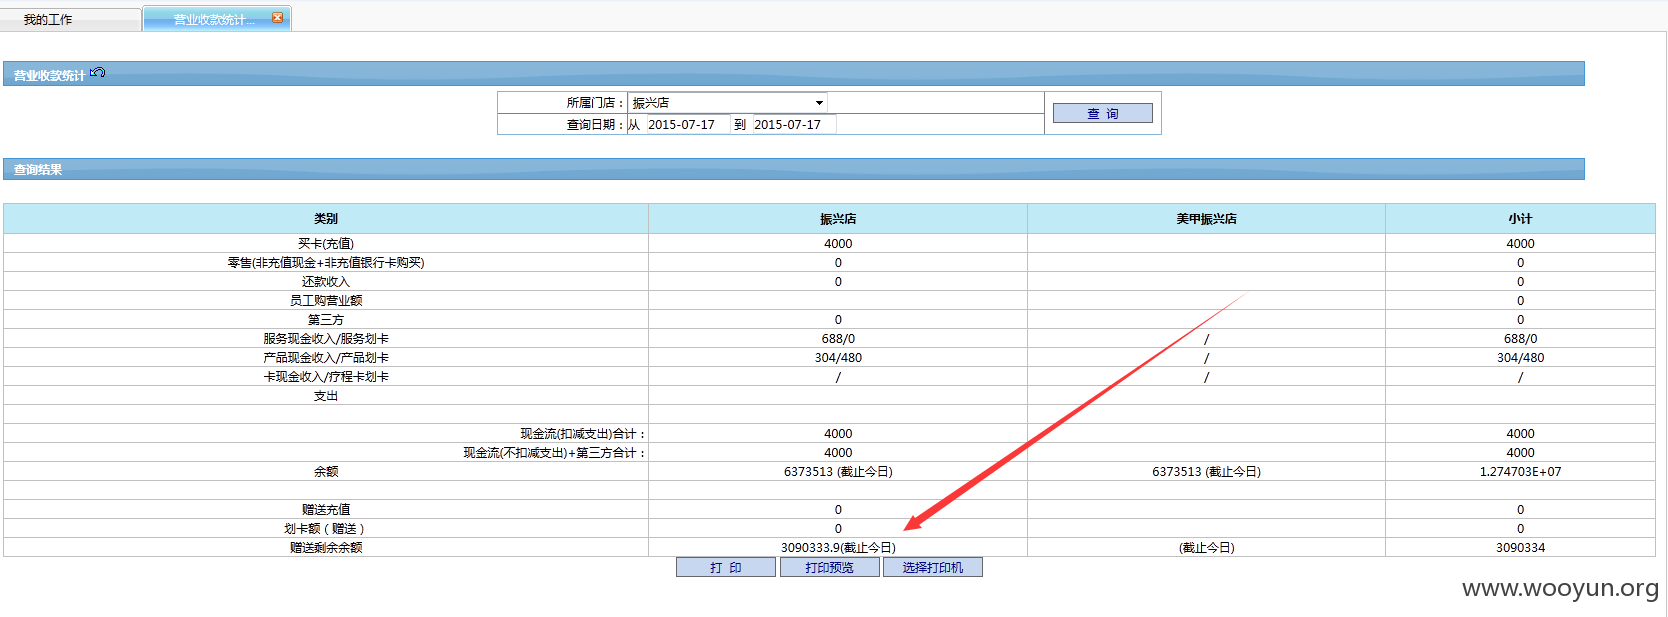 我的工作 营业收款统计...
营业收款统计
所属门店： 振兴店
查询日期： 从 2015-07-17 到 2015-07-17
查 询
查询结果
类别 振兴店 美甲振兴店 小计
买卡(充值) 4000 4000
零售(非充值现金+非充值银行卡购买) 0 0
还款收入 0 0
员工购营业额 0
第三方 0 0
服务现金收入/服务划卡 688/0 / 688/0
产品现金收入/产品划卡 304/480 / 304/480
卡现金收入/疗程卡划卡 / / /
支出
现金流(扣减支出)合计： 4000 4000
现金流(不扣减支出)+第三方合计： 4000 4000
余额 6373513 (截止今日) 6373513 (截止今日) 1.274703E+07
赠送充值 0 0
划卡额（赠送） 0 0
赠送剩余余额 3090333.9(截止今日) (截止今日) 3090334
打 印 打印预览 选择打印机
www.wooyun.org